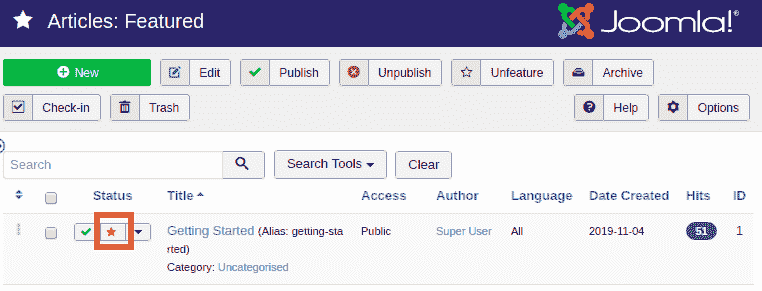 Articles: Featured
Joomla!®
New Edit Publish Unpublish Unfeature Archive
Check-in Trash Help Options
Search Search Tools Clear
Status Title Access Author Language Date Created Hits ID
Getting Started (Alias: getting-sta Public Super User All 2019-11-04 51 1
rted)
Category: Uncategorised